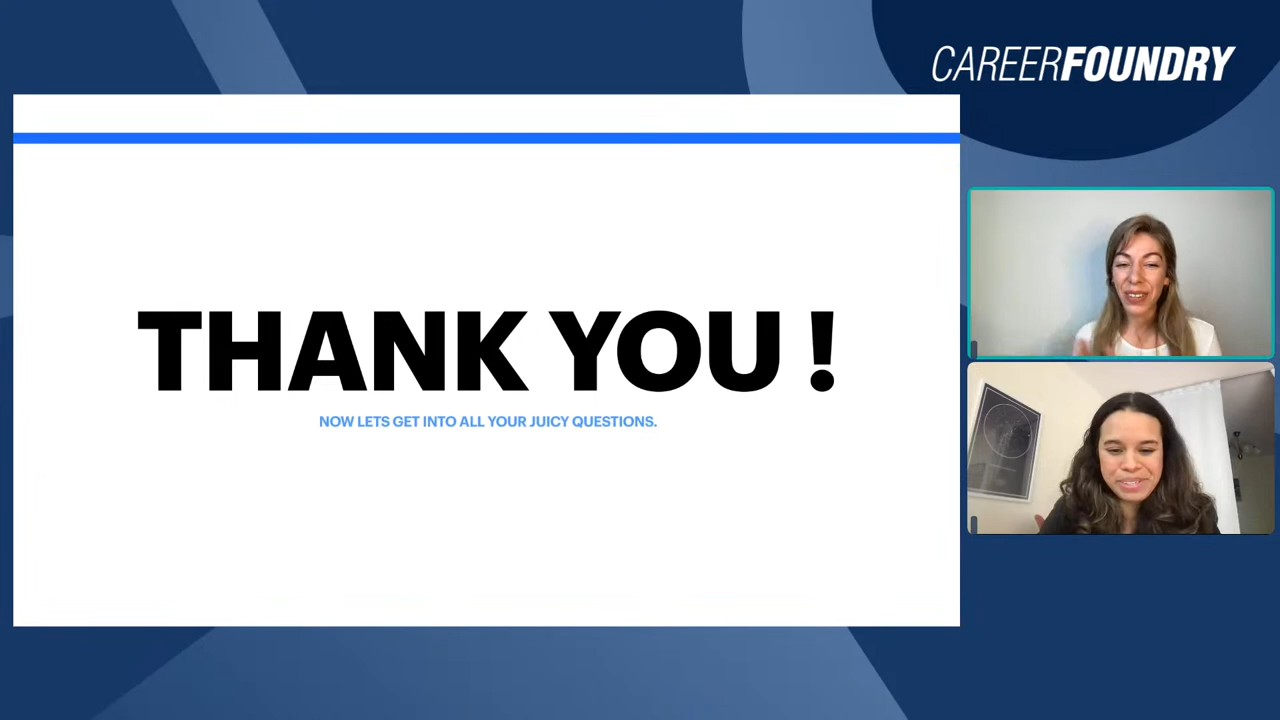 CAREERFOUNDRY
THANK YOU !
NOW LETS GET INTO ALL YOUR JUICY QUESTIONS.